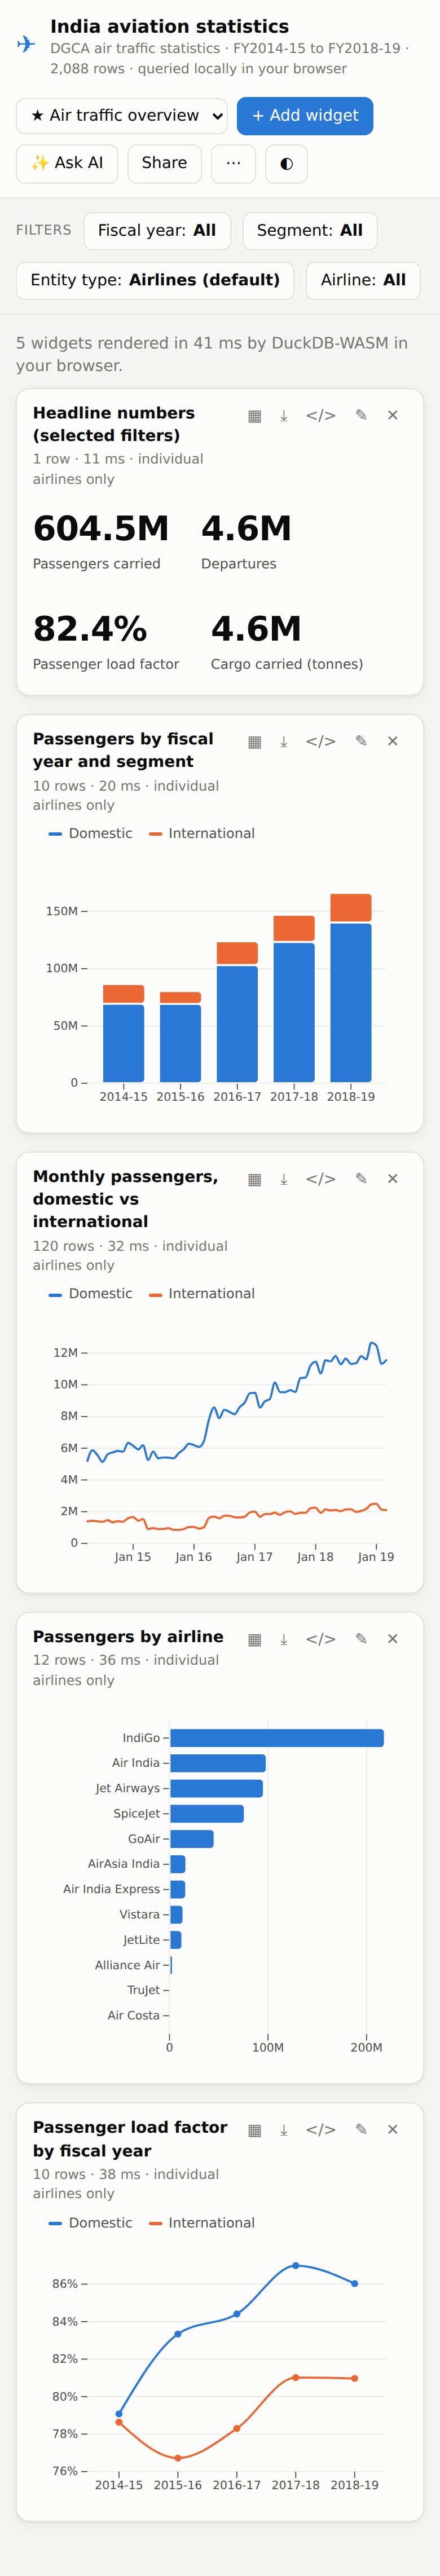 ✈ India aviation statistics
DGCA air traffic statistics · FY2014-15 to FY2018-19 ·
2,088 rows · queried locally in your browser
★ Air traffic overview
+ Add widget
✨ Ask AI
Share
⋯
◐
FILTERS
Fiscal year: All
Segment: All
Entity type: Airlines (default)
Airline: All
5 widgets rendered in 41 ms by DuckDB-WASM in
your browser.
Headline numbers
(selected filters)
▦ ⤓ </> ✎ ✕
1 row · 11 ms · individual
airlines only
604.5M
Passengers carried
4.6M
Departures
82.4%
Passenger load factor
4.6M
Cargo carried (tonnes)
Passengers by fiscal
year and segment
▦ ⤓ </> ✎ ✕
10 rows · 20 ms · individual
airlines only
Domestic International
150M
100M
50M
0
2014-15 2015-16 2016-17 2017-18 2018-19
Monthly passengers,
domestic vs
international
▦ ⤓ </> ✎ ✕
120 rows · 32 ms · individual
airlines only
Domestic International
12M
10M
8M
6M
4M
2M
0
Jan 15 Jan 16 Jan 17 Jan 18 Jan 19
Passengers by airline
▦ ⤓ </> ✎ ✕
12 rows · 36 ms · individual
airlines only
IndiGo
Air India
Jet Airways
SpiceJet
GoAir
AirAsia India
Air India Express
Vistara
JetLite
Alliance Air
TruJet
Air Costa
0 100M 200M
Passenger load factor
by fiscal year
▦ ⤓ </> ✎ ✕
10 rows · 38 ms · individual
airlines only
Domestic International
86%
84%
82%
80%
78%
76%
2014-15 2015-16 2016-17 2017-18 2018-19